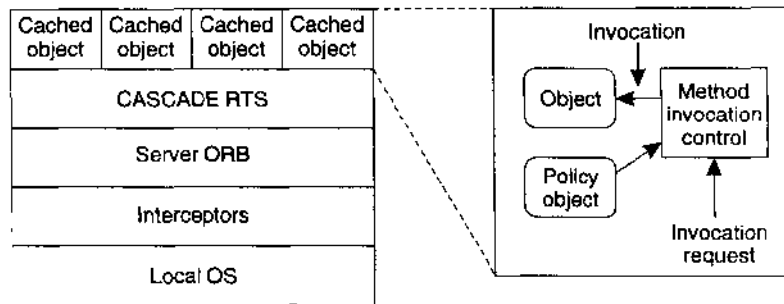 Cached object
Cached object
Cached object
Cached object
CASCADE RTS
Server ORB
Interceptors
Local OS
Invocation
Object
Method
invocation
control
Policy
object
Invocation
request